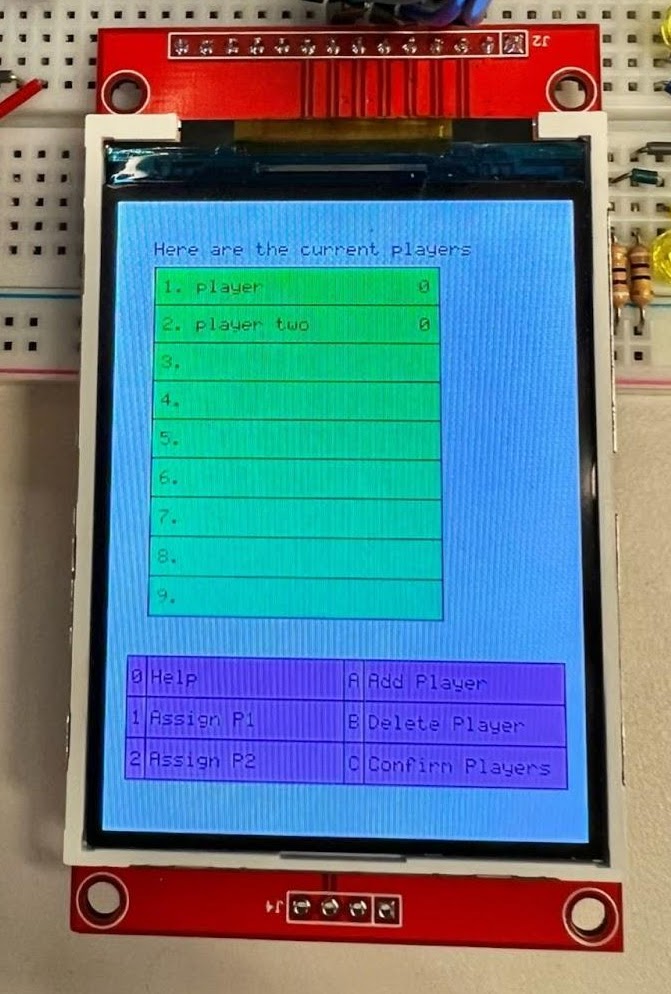 J2
Here are the current players
1. player 0
2. player two 0
3.
4.
5.
6.
7.
8.
9.
0 Help A Add Player
1 Assign P1 B Delete Player
2 Assign P2 C Confirm Players
J4